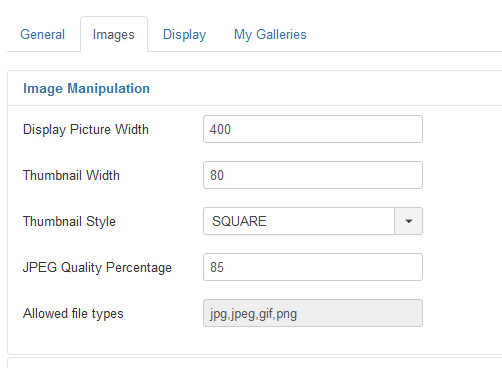 General Images Display My Galleries
Image Manipulation
Display Picture Width 400
Thumbnail Width 80
Thumbnail Style SQUARE
JPEG Quality Percentage 85
Allowed file types jpg,jpeg,gif,png